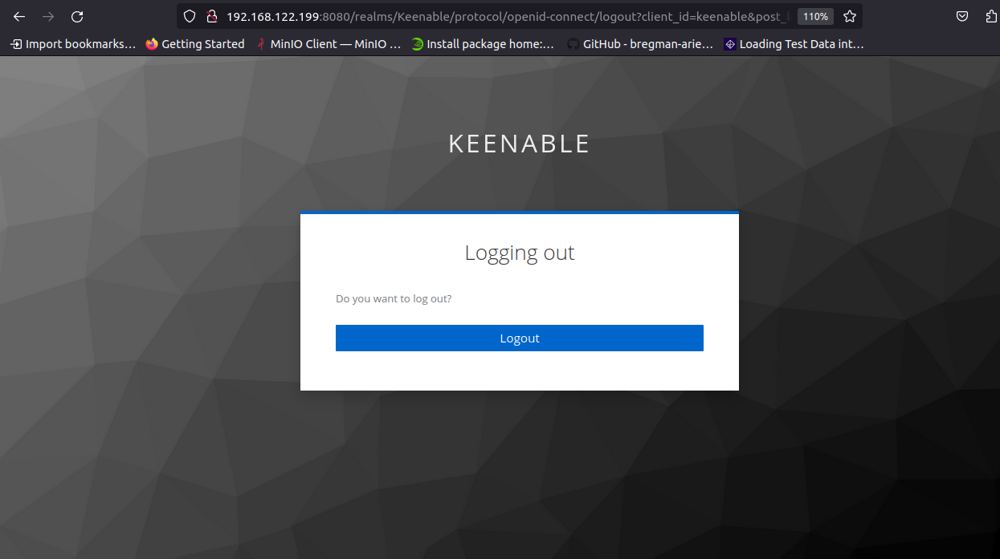 192.168.122.199:8080/realms/Keenable/protocol/openid-connect/logout?client_id=keenable&post_l 110%
Import bookmarks… Getting Started MinIO Client — MinIO … Install package home:… GitHub - bregman-arie… Loading Test Data int…
KEENABLE
Logging out
Do you want to log out?
Logout